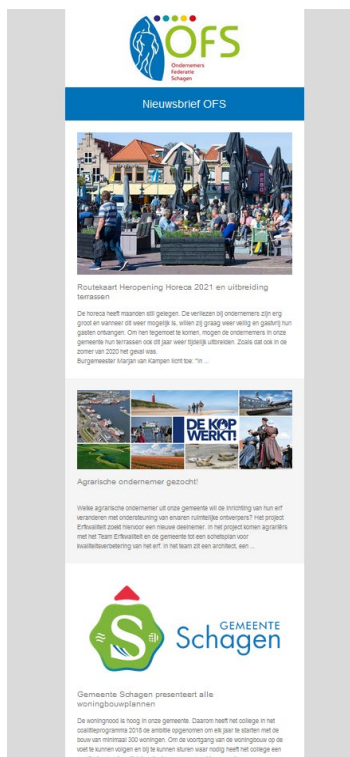 OFS
Ondernemers
Federatie
Schagen
Nieuwsbrief OFS
Routekaart Heropening Horeca 2021 en uitbreiding
terrassen
De horeca heeft maanden stil gelegen. De verliezen bij ondernemers zijn erg
groot en wanneer dit weer mogelijk is, willen zij graag weer veilig en gastvrij hun
gasten ontvangen. Om hen tegemoet te komen, mogen de ondernemers in onze
gemeente hun terrassen ook dit jaar weer tijdelijk uitbreiden. Zoals dat ook in de
zomer van 2020 het geval was.
Burgemeester Marjan van Kampen licht toe: "In ...
DE KOP
WERKT!
Agrarische ondernemer gezocht!
Welke agrarische ondernemer uit onze gemeente wil de inrichting van hun erf
veranderen met ondersteuning van ervaren ruimtelijke ontwerpers? Het project
Erfkwaliteit zoekt hiervoor een nieuwe deelnemer. In het project komen agrariërs
met het Team Erfkwaliteit en de gemeente tot een schetsplan voor
kwaliteitsverbetering van het erf. In het team zit een architect, een ...
S
GEMEENTE
Schagen
Gemeente Schagen presenteert alle
woningbouwplannen
De woningnood is hoog in onze gemeente. Daarom heeft het college in het
coalitieprogramma 2018 de ambitie opgenomen om elk jaar te starten met de
bouw van minimaal 300 woningen. Om de voortgang van de woningbouw op de
voet te kunnen volgen en bij te kunnen sturen waar nodig heeft het college een